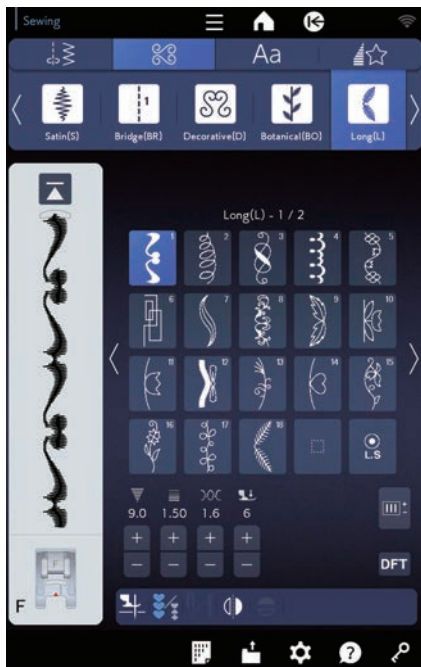 Sewing
Aa
Satin(S) Bridge(BR) Decorative(D) Botanical(BO) Long(L)
1
Long(L) - 1 / 2
1 2 3 4 5
6 7 8 9 10
11 12 13 14 15
16 17 18
L.S
9.0 1.50 1.6 6
+ + + +
− − − −
DFT
F
?